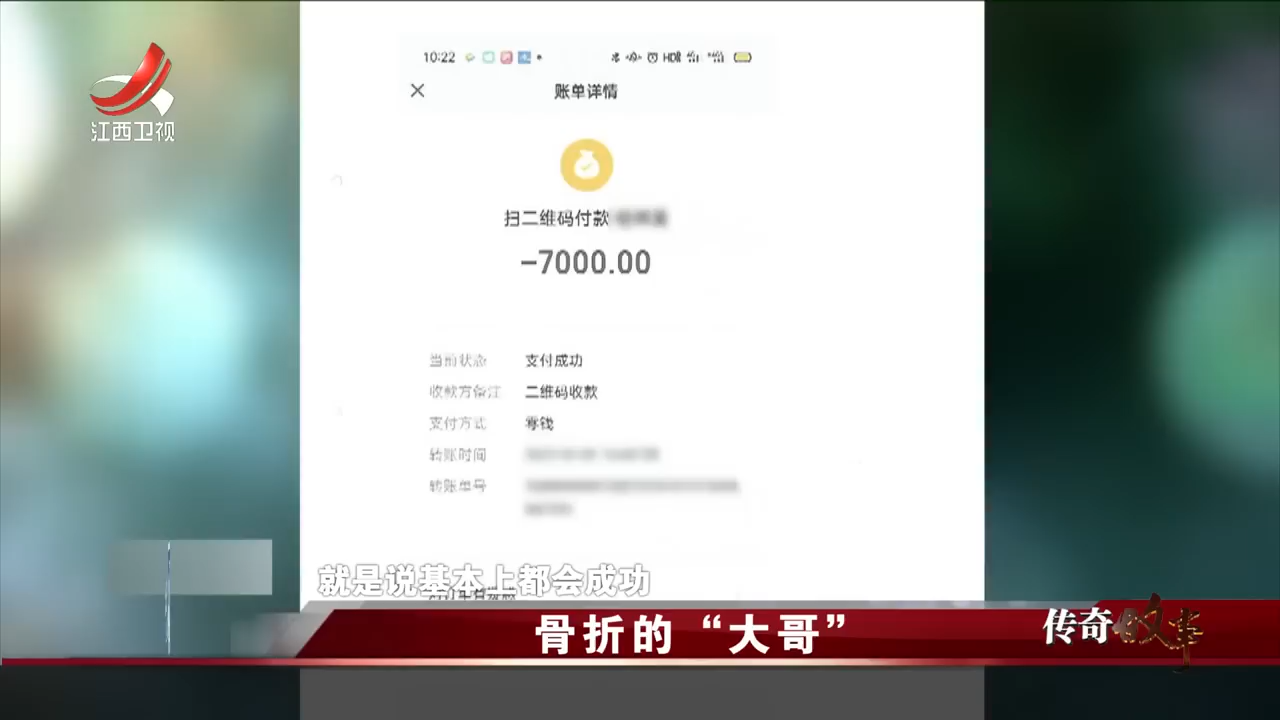 10:22
HD
账单详情
江西卫视
扫二维码付款
-7000.00
当前状态 支付成功
收款方备注 二维码收款
支付方式 零钱
转账时间
转账单号
就是说基本上都会成功
骨折的“大哥”
传奇故事